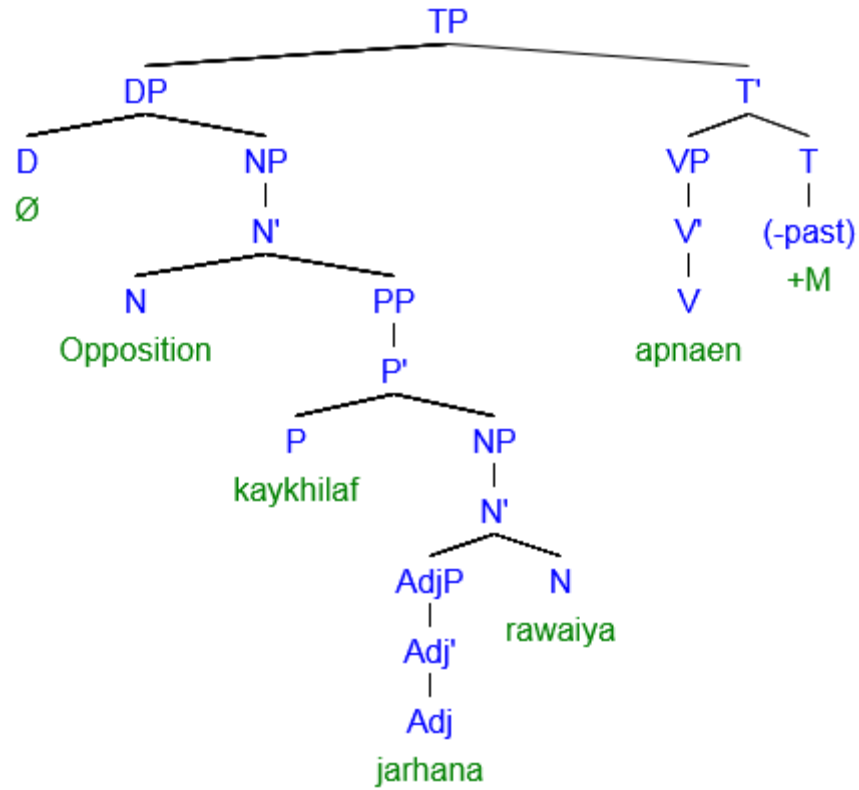 TP
DP T'
D NP VP T
Ø N' V' (-past)
+M
N PP V
Opposition P' apnaen
P NP
kaykhilaf N'
AdjP N
rawaiya
Adj'
Adj
jarhana